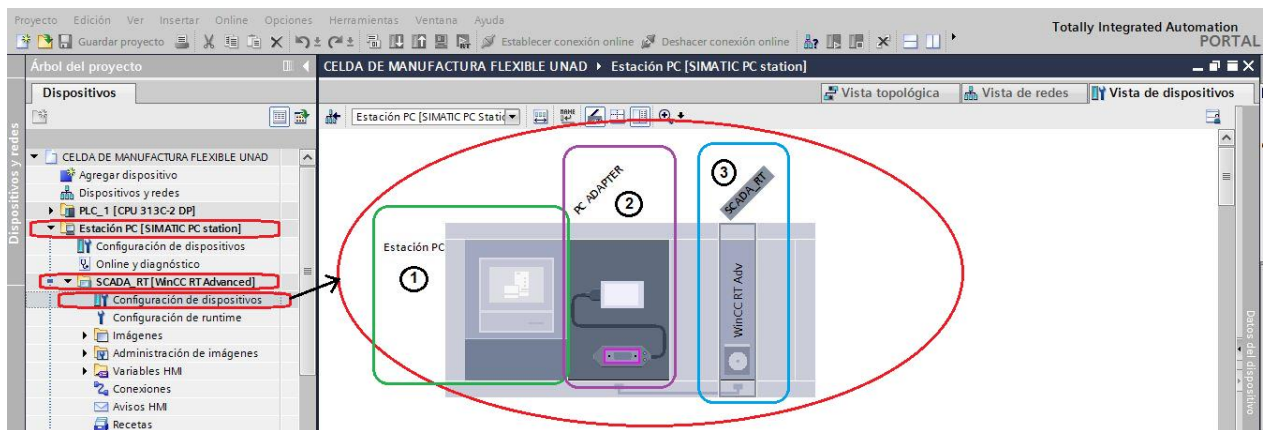 Proyecto Edición Ver Insertar Online Opciones Herramientas Ventana Ayuda
Totally Integrated Automation
PORTAL
Guardar proyecto
Establecer conexión online
Deshacer conexión online
Árbol del proyecto
CELDA DE MANUFACTURA FLEXIBLE UNAD
Estación PC [SIMATIC PC station]
Dispositivos
Vista topológica
Vista de redes
Vista de dispositivos
Estación PC [SIMATIC PC Static
Dispositivos y redes
CELDA DE MANUFACTURA FLEXIBLE UNAD
Agregar dispositivo
Dispositivos y redes
PLC_1 [CPU 313C-2 DP]
Estación PC [SIMATIC PC station]
Configuración de dispositivos
Online y diagnóstico
SCADA_RT [WinCC RT Advanced]
Configuración de dispositivos
Configuración de runtime
Imágenes
Administración de imágenes
Variables HMI
Conexiones
Avisos HMI
Recetas
Estación PC
1
PC ADAPTER
2
3
SCADA_RT
WinCC RT Adv
Datos del dispositivo